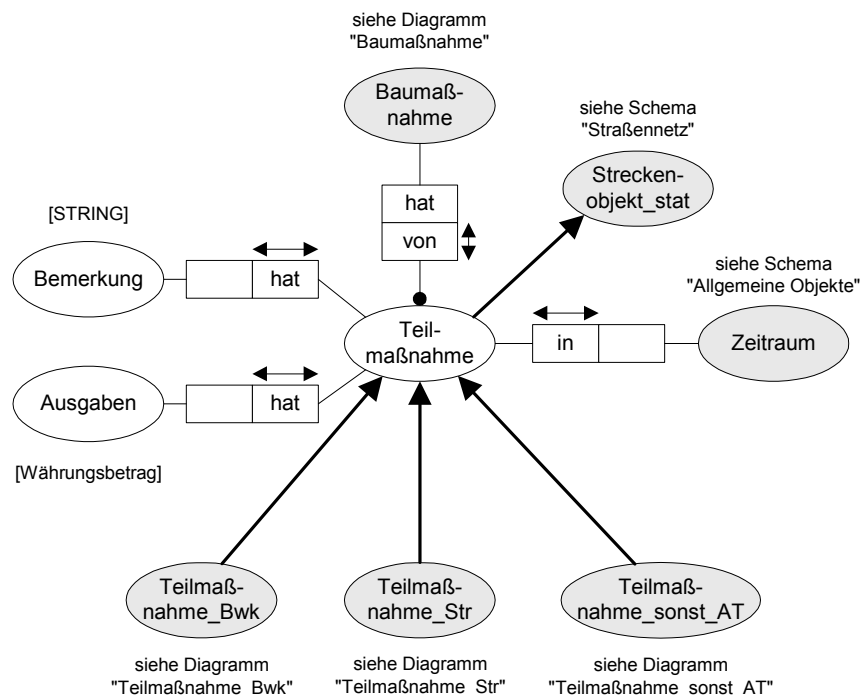 siehe Diagramm
"Baumaßnahme"
Baumaß-
nahme
siehe Schema
"Straßennetz"
Strecken-
objekt_stat
hat
von
[STRING]
Bemerkung
hat
siehe Schema
"Allgemeine Objekte"
Teil-
maßnahme
in
Zeitraum
Ausgaben
hat
[Währungsbetrag]
Teilmaß-
nahme_Bwk
Teilmaß-
nahme_Str
Teilmaß-
nahme_sonst_AT
siehe Diagramm
"Teilmaßnahme_Bwk"
siehe Diagramm
"Teilmaßnahme_Str"
siehe Diagramm
"Teilmaßnahme_sonst_AT"